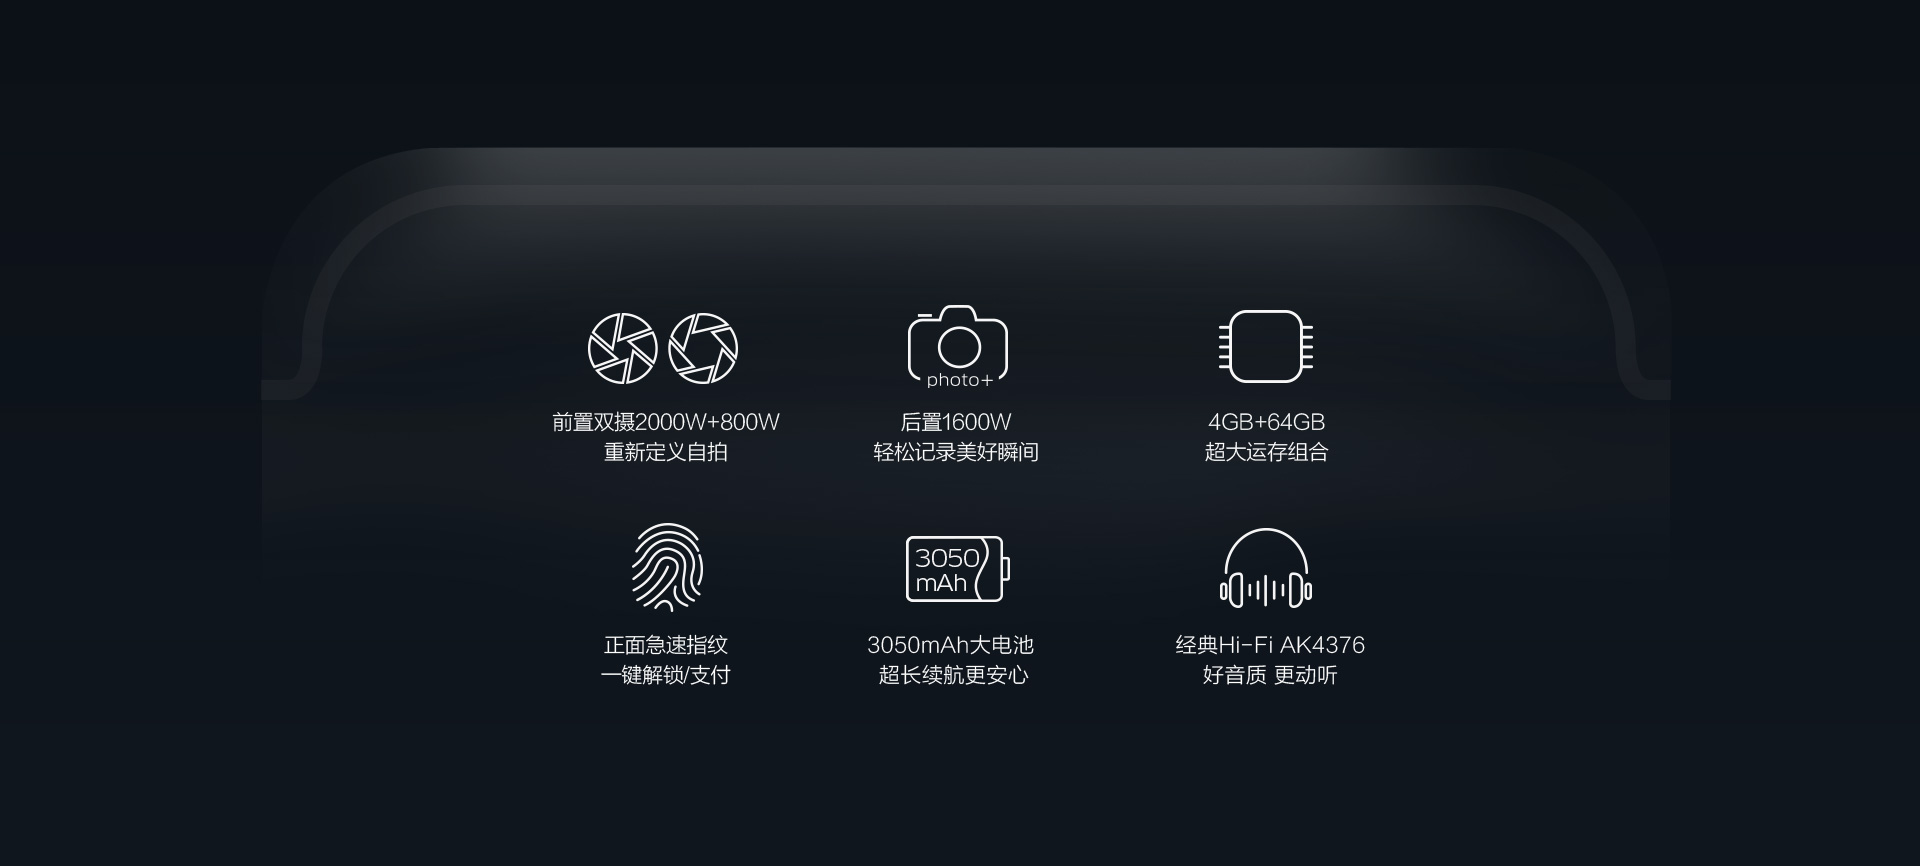 photo+
前置双摄2000W+800W
重新定义自拍
后置1600W
轻松记录美好瞬间
4GB+64GB
超大运存组合
3050
mAh
正面急速指纹
一键解锁/支付
3050mAh大电池
超长续航更安心
经典Hi-Fi AK4376
好音质 更动听